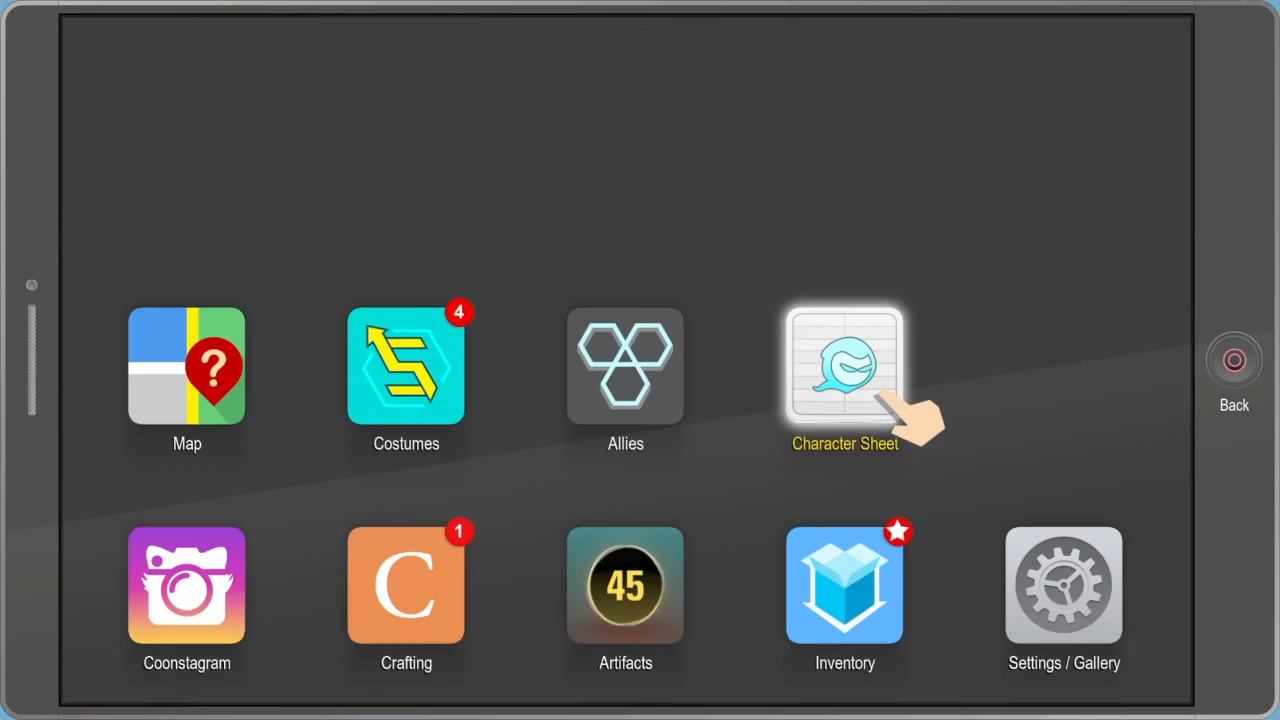 4
?
Map
Costumes
Allies
Character Sheet
Back
1
C
45
Coonstagram
Crafting
Artifacts
Inventory
Settings / Gallery